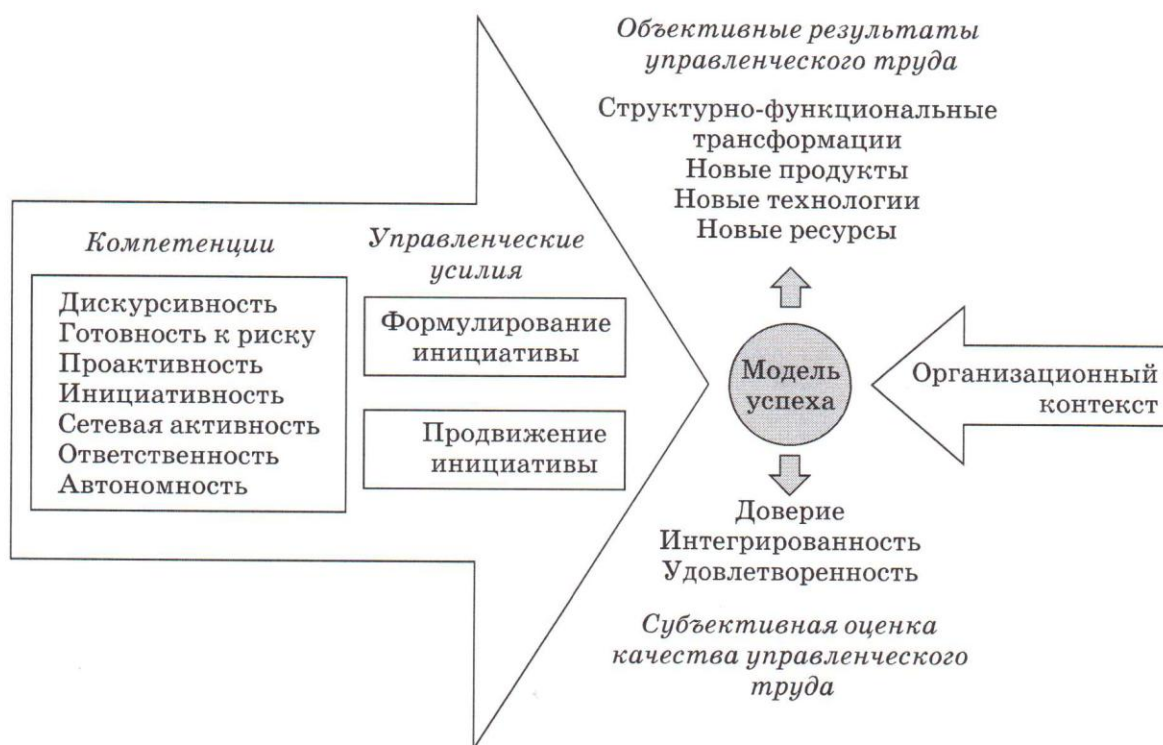 Компетенции
Дискурсивность
Готовность к риску
Проактивность
Инициативность
Сетевая активность
Ответственность
Автономность
Управленческие
усилия
Формулирование
инициативы
Продвижение
инициативы
Объективные результаты
управленческого труда
Структурно-функциональные
трансформации
Новые продукты
Новые технологии
Новые ресурсы
Модель
успеха
Доверие
Интегрированность
Удовлетворенность
Субъективная оценка
качества управленческого
труда
Организационный
контекст